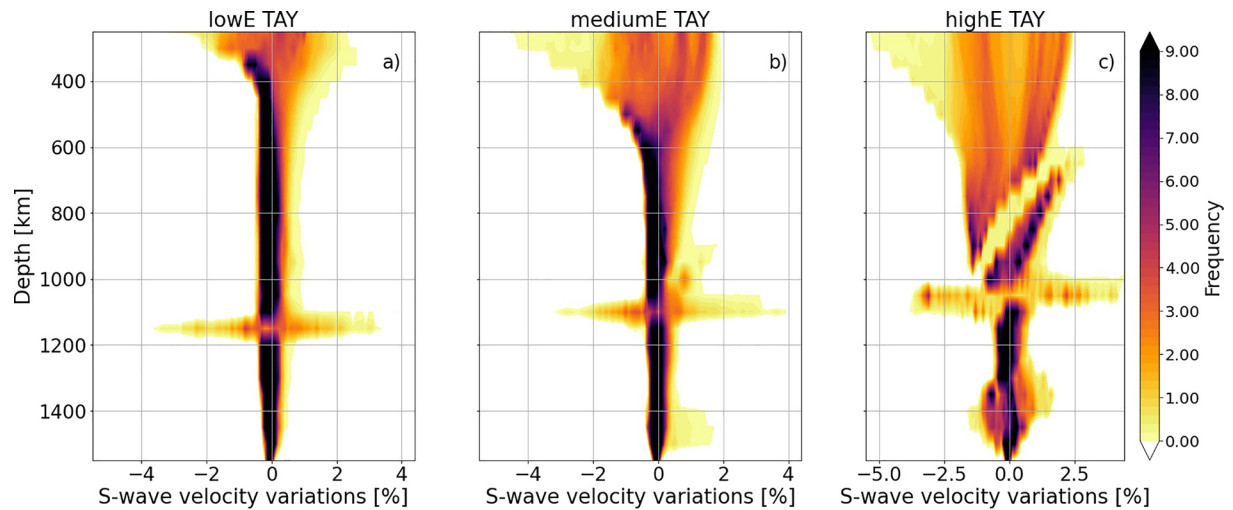 lowE TAY mediumE TAY highE TAY
a) b) c)
9.00
8.00
7.00
6.00
5.00
4.00
3.00
2.00
1.00
0.00
Frequency
400
600
800
1000
1200
1400
Depth [km]
−4 −2 0 2 4
−4 −2 0 2 4
−5.0 −2.5 0.0 2.5
S-wave velocity variations [%] S-wave velocity variations [%] S-wave velocity variations [%]